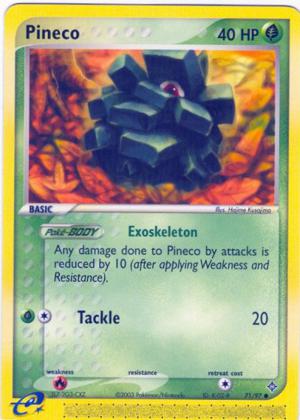 Pineco
40 HP
Illus. Hajime Kusajima
BASIC
Poké-BODY
Exoskeleton
Any damage done to Pineco by attacks is
reduced by 10 (after applying Weakness and
Resistance).
Tackle 20
weakness resistance retreat cost
©2003 Pokémon/Nintendo 71/97
e